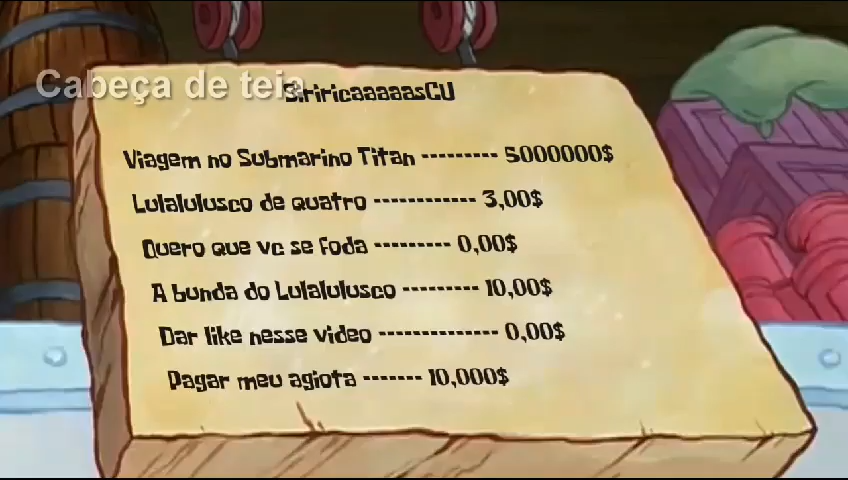 Cabeça de teia
SiriricaaaaasCU
Viagem no Submarino Titan --------- 5000000$
Lulalulusco de quatro ------------ 3,00$
Quero que vc se foda --------- 0,00$
A bunda do Lulalulusco --------- 10,00$
Dar like nesse video -------------- 0,00$
Pagar meu agiota ------- 10,000$